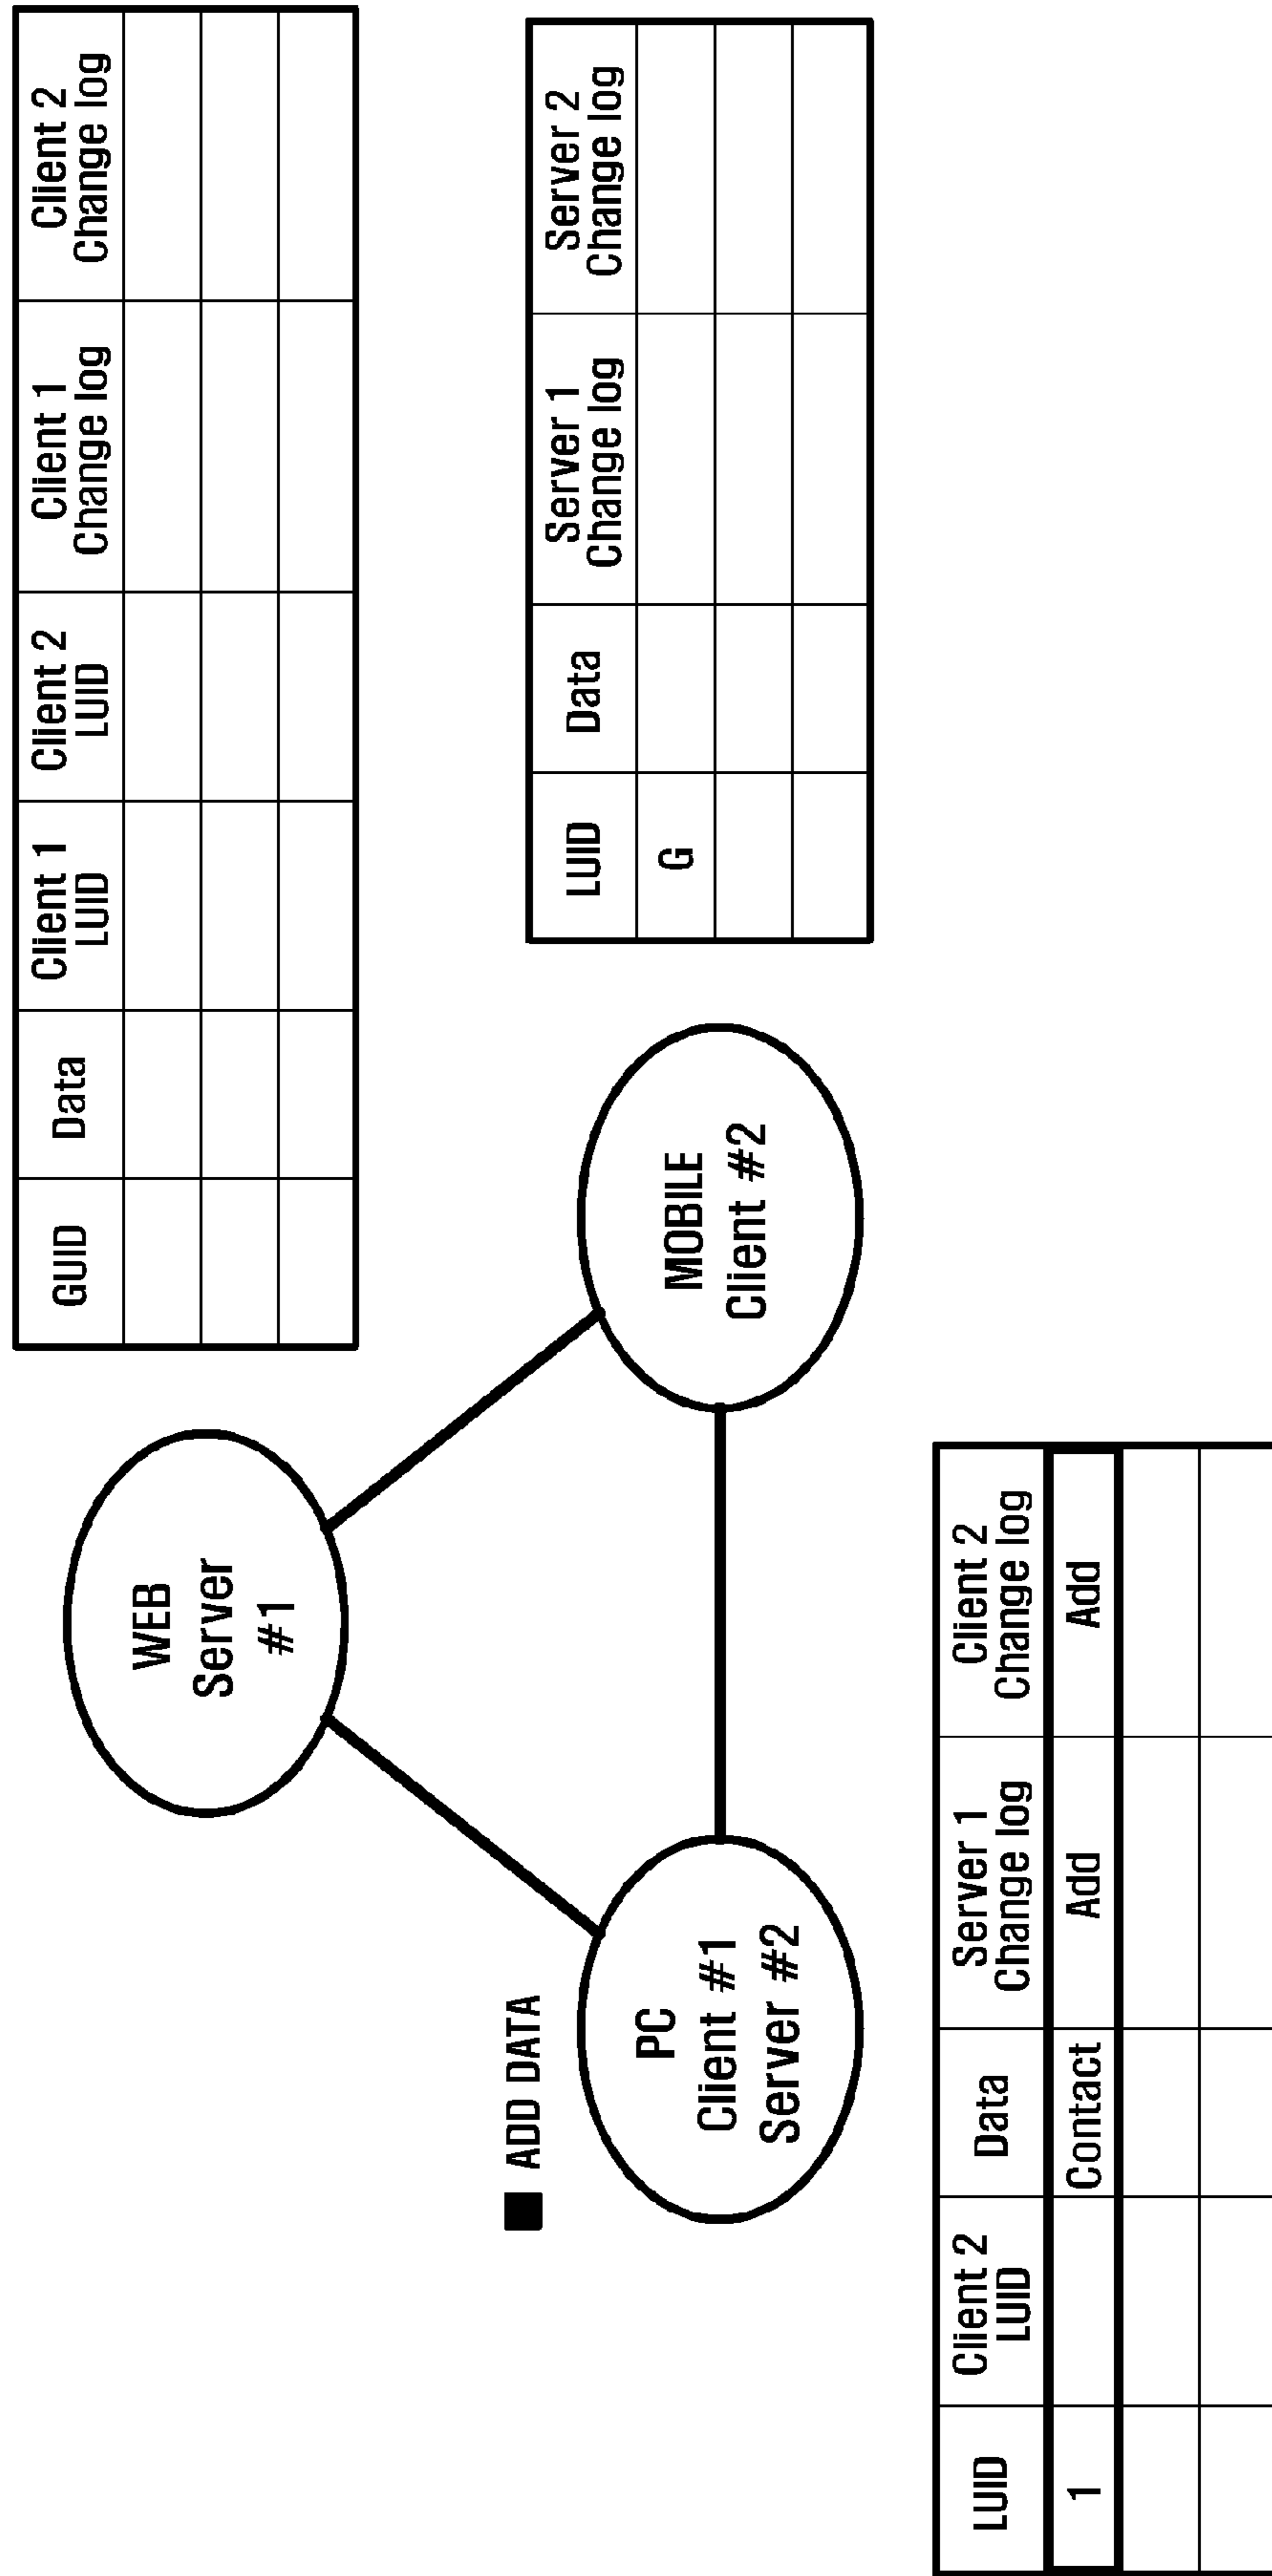 GUID
Data
Client 1
LUID
Client 2
LUID
Client 1
Change log
Client 2
Change log
WEB
Server
#1
ADD DATA
PC
Client #1
Server #2
MOBILE
Client #2
LUID
Data
Server 1
Change log
Server 2
Change log
G
LUID
Client 2
LUID
Data
Server 1
Change log
Client 2
Change log
1
Contact
Add
Add